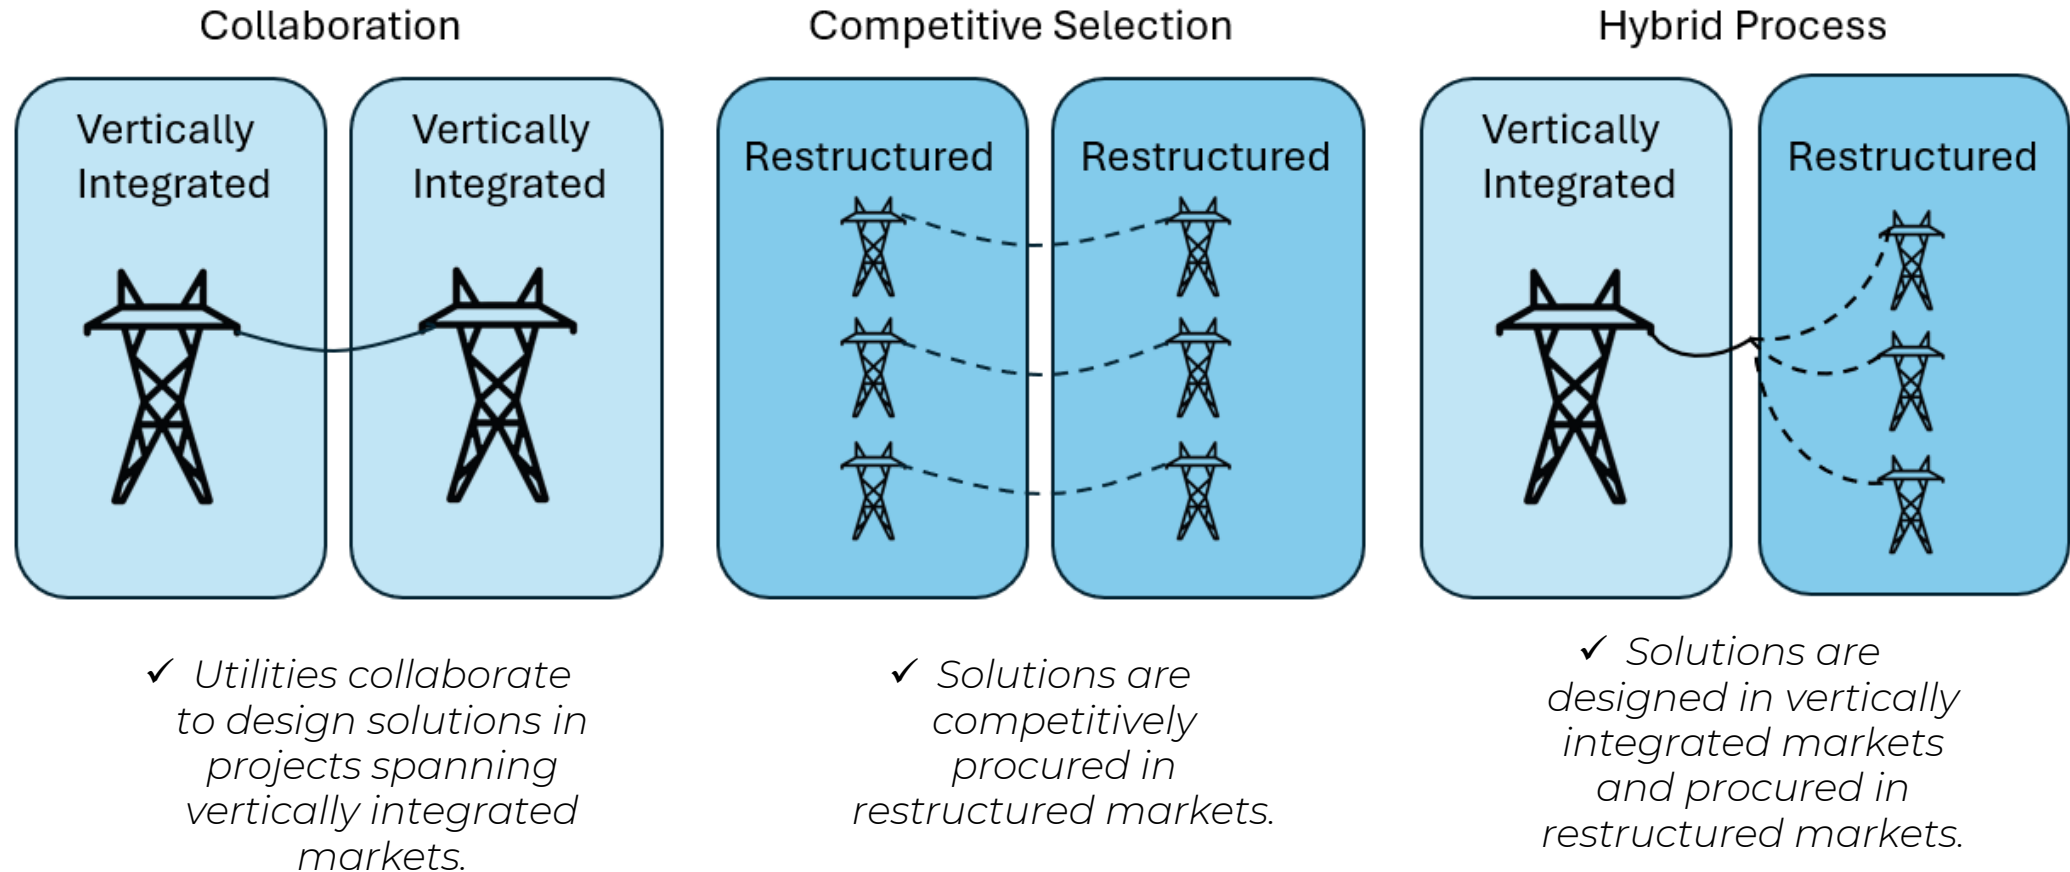 Collaboration
Vertically
Integrated
Vertically
Integrated
✓ Utilities collaborate
to design solutions in
projects spanning
vertically integrated
markets.
Competitive Selection
Restructured
Restructured
✓ Solutions are
competitively
procured in
restructured markets.
Hybrid Process
Vertically
Integrated
Restructured
✓ Solutions are
designed in vertically
integrated markets
and procured in
restructured markets.